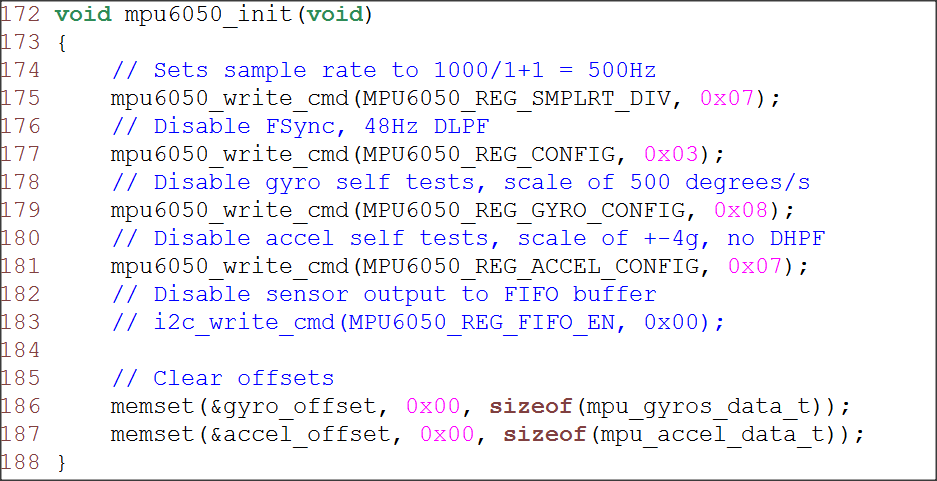 172 void mpu6050_init(void)
173 {
174     // Sets sample rate to 1000/1+1 = 500Hz
175     mpu6050_write_cmd(MPU6050_REG_SMPLRT_DIV, 0x07);
176     // Disable FSync, 48Hz DLPF
177     mpu6050_write_cmd(MPU6050_REG_CONFIG, 0x03);
178     // Disable gyro self tests, scale of 500 degrees/s
179     mpu6050_write_cmd(MPU6050_REG_GYRO_CONFIG, 0x08);
180     // Disable accel self tests, scale of +-4g, no DHPF
181     mpu6050_write_cmd(MPU6050_REG_ACCEL_CONFIG, 0x07);
182     // Disable sensor output to FIFO buffer
183     // i2c_write_cmd(MPU6050_REG_FIFO_EN, 0x00);
184
185     // Clear offsets
186     memset(&gyro_offset, 0x00, sizeof(mpu_gyros_data_t));
187     memset(&accel_offset, 0x00, sizeof(mpu_accel_data_t));
188 }